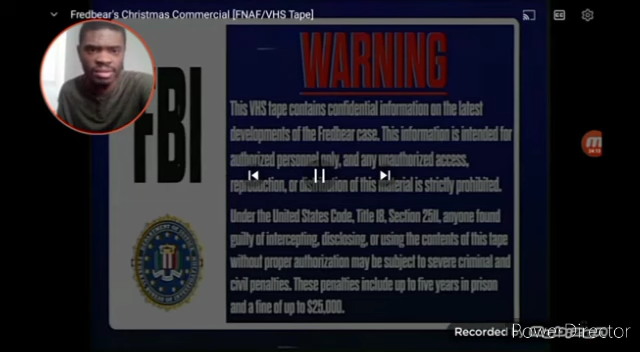 Fredbear's Christmas Commercial [FNAF/VHS Tape]
FBI
WARNING
This VHS tape contains confidential information on the latest
developments of the Fredbear case. This information is intended for
authorized personnel only, and any unauthorized access,
reproduction, or distribution of this material is strictly prohibited.
Under the United States Code, Title 18, Section 2511, anyone found
guilty of intercepting, disclosing, or using the contents of this tape
without proper authorization may be subject to severe criminal and
civil penalties. These penalties include up to five years in prison
and a fine of up to $25,000.
Recorded by
PowerDirector